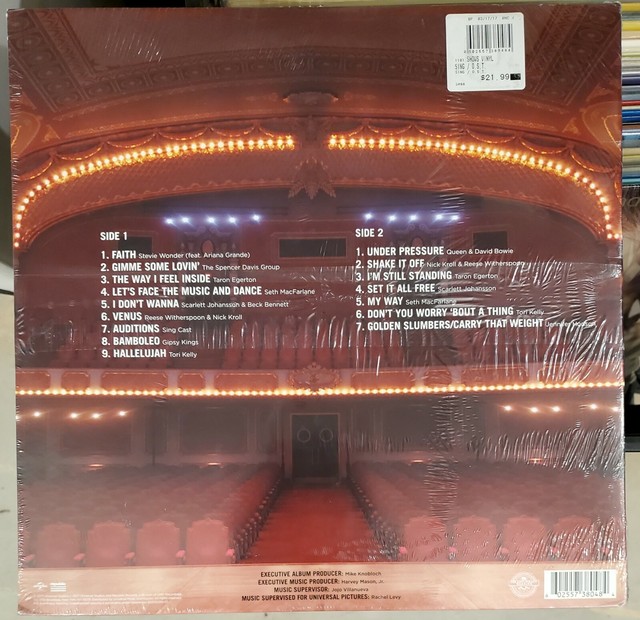 SHOWS VINYL
SING / O.S.T.
SING / O.S.T.
$21.99
SIDE 1
1. FAITH Stevie Wonder (feat. Ariana Grande)
2. GIMME SOME LOVIN' The Spencer Davis Group
3. THE WAY I FEEL INSIDE Taron Egerton
4. LET'S FACE THE MUSIC AND DANCE Seth MacFarlane
5. I DON'T WANNA Scarlett Johansson & Beck Bennett
6. VENUS Reese Witherspoon & Nick Kroll
7. AUDITIONS Sing Cast
8. BAMBOLEO Gipsy Kings
9. HALLELUJAH Tori Kelly
SIDE 2
1. UNDER PRESSURE Queen & David Bowie
2. SHAKE IT OFF Nick Kroll & Reese Witherspoon
3. I'M STILL STANDING Taron Egerton
4. SET IT ALL FREE Scarlett Johansson
5. MY WAY Seth MacFarlane
6. DON'T YOU WORRY 'BOUT A THING Tori Kelly
7. GOLDEN SLUMBERS/CARRY THAT WEIGHT Jennifer Hudson
EXECUTIVE ALBUM PRODUCER: Mike Knobloch
EXECUTIVE MUSIC PRODUCER: Harvey Mason, Jr.
MUSIC SUPERVISOR: Jojo Villanueva
MUSIC SUPERVISED FOR UNIVERSAL PICTURES: Rachel Levy
02557 38048